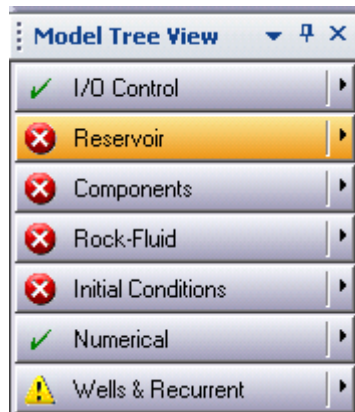 Model Tree View
I/O Control
Reservoir
Components
Rock-Fluid
Initial Conditions
Numerical
Wells & Recurrent